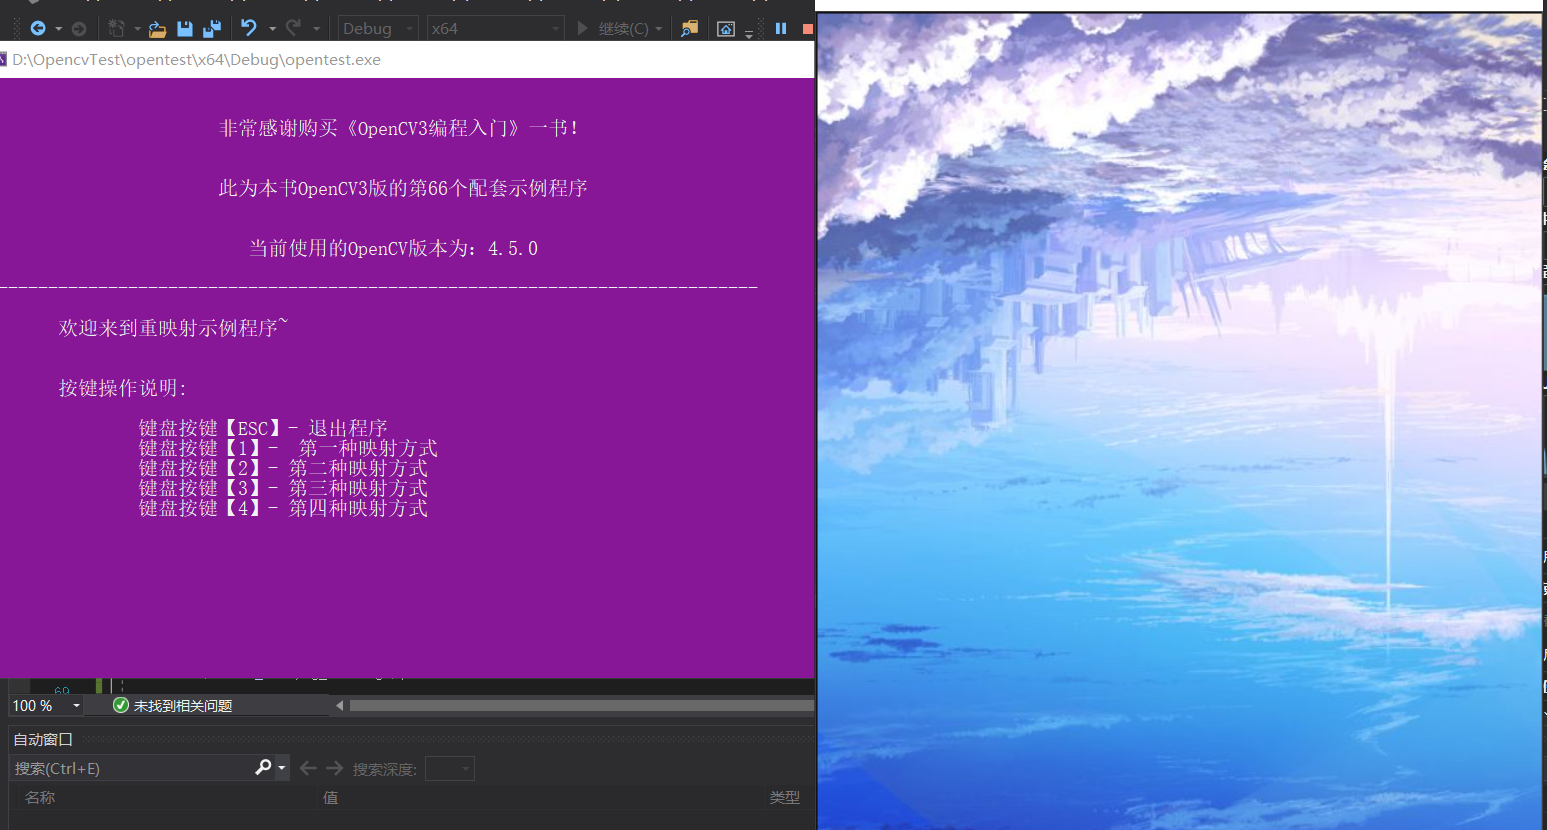 Debug
x64
继续(C)
D:\OpencvTest\opentest\x64\Debug\opentest.exe
非常感谢购买《OpenCV3编程入门》一书!
此为本书OpenCV3版的第66个配套示例程序
当前使用的OpenCV版本为: 4.5.0
----------------------------------------------------------------------------
欢迎来到重映射示例程序~
按键操作说明:
键盘按键【ESC】- 退出程序
键盘按键【1】-  第一种映射方式
键盘按键【2】- 第二种映射方式
键盘按键【3】- 第三种映射方式
键盘按键【4】- 第四种映射方式
69
100 %
未找到相关问题
自动窗口
搜索(Ctrl+E)
搜索深度:
名称
值
类型